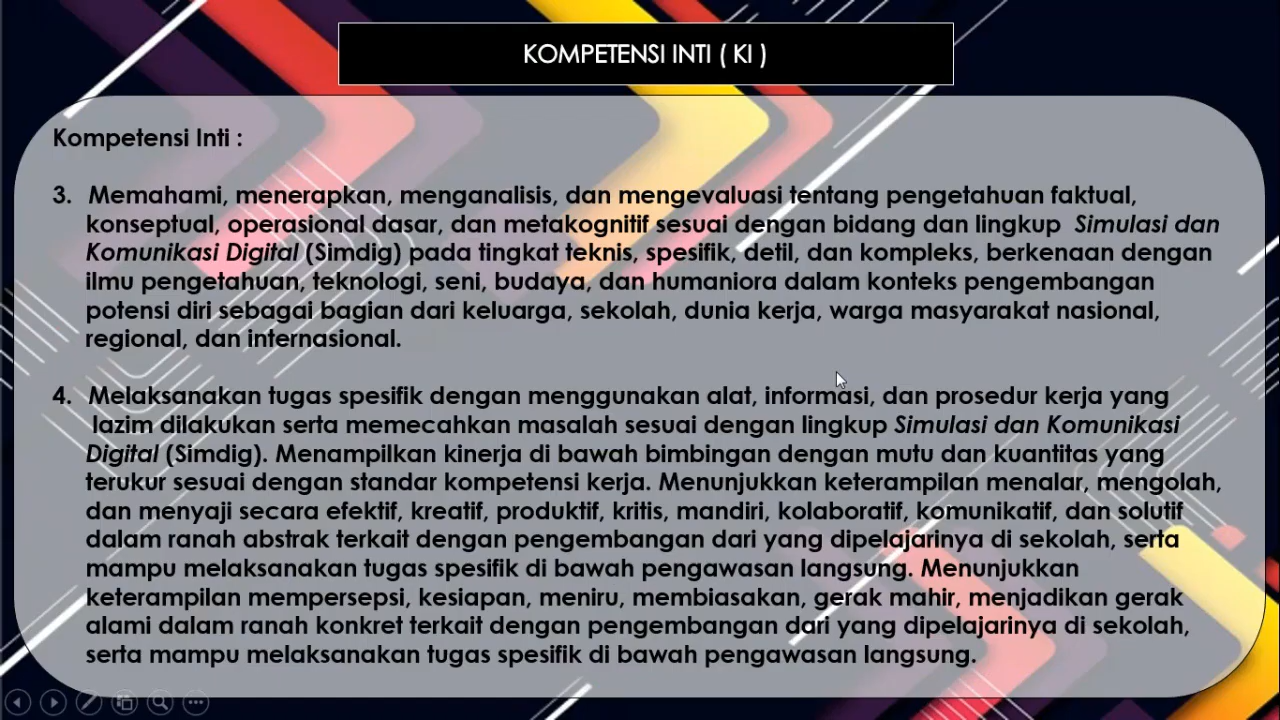 KOMPETENSI INTI ( KI )
Kompetensi Inti :
3. Memahami, menerapkan, menganalisis, dan mengevaluasi tentang pengetahuan faktual,
konseptual, operasional dasar, dan metakognitif sesuai dengan bidang dan lingkup Simulasi dan
Komunikasi Digital (Simdig) pada tingkat teknis, spesifik, detil, dan kompleks, berkenaan dengan
ilmu pengetahuan, teknologi, seni, budaya, dan humaniora dalam konteks pengembangan
potensi diri sebagai bagian dari keluarga, sekolah, dunia kerja, warga masyarakat nasional,
regional, dan internasional.
4. Melaksanakan tugas spesifik dengan menggunakan alat, informasi, dan prosedur kerja yang
lazim dilakukan serta memecahkan masalah sesuai dengan lingkup Simulasi dan Komunikasi
Digital (Simdig). Menampilkan kinerja di bawah bimbingan dengan mutu dan kuantitas yang
terukur sesuai dengan standar kompetensi kerja. Menunjukkan keterampilan menalar, mengolah,
dan menyaji secara efektif, kreatif, produktif, kritis, mandiri, kolaboratif, komunikatif, dan solutif
dalam ranah abstrak terkait dengan pengembangan dari yang dipelajarinya di sekolah, serta
mampu melaksanakan tugas spesifik di bawah pengawasan langsung. Menunjukkan
keterampilan mempersepsi, kesiapan, meniru, membiasakan, gerak mahir, menjadikan gerak
alami dalam ranah konkret terkait dengan pengembangan dari yang dipelajarinya di sekolah,
serta mampu melaksanakan tugas spesifik di bawah pengawasan langsung.